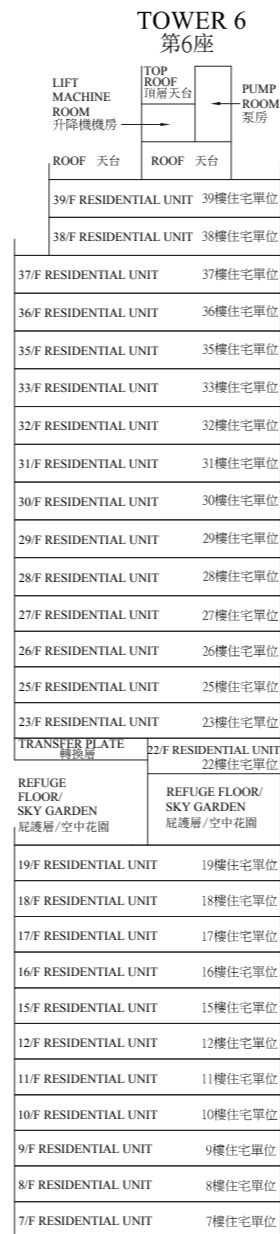 TOWER 6
第6座
LIFT
MACHINE
ROOM
升降機機房
TOP
ROOF
頂層天台
PUMP
ROOM
泵房
ROOF 天台
ROOF 天台
39/F RESIDENTIAL UNIT 39樓住宅單位
38/F RESIDENTIAL UNIT 38樓住宅單位
37/F RESIDENTIAL UNIT 37樓住宅單位
36/F RESIDENTIAL UNIT 36樓住宅單位
35/F RESIDENTIAL UNIT 35樓住宅單位
33/F RESIDENTIAL UNIT 33樓住宅單位
32/F RESIDENTIAL UNIT 32樓住宅單位
31/F RESIDENTIAL UNIT 31樓住宅單位
30/F RESIDENTIAL UNIT 30樓住宅單位
29/F RESIDENTIAL UNIT 29樓住宅單位
28/F RESIDENTIAL UNIT 28樓住宅單位
27/F RESIDENTIAL UNIT 27樓住宅單位
26/F RESIDENTIAL UNIT 26樓住宅單位
25/F RESIDENTIAL UNIT 25樓住宅單位
23/F RESIDENTIAL UNIT 23樓住宅單位
TRANSFER PLATE
轉換層
22/F RESIDENTIAL UNIT
22樓住宅單位
REFUGE
FLOOR/
SKY GARDEN
庇護層/空中花園
REFUGE FLOOR/
SKY GARDEN
庇護層/空中花園
19/F RESIDENTIAL UNIT 19樓住宅單位
18/F RESIDENTIAL UNIT 18樓住宅單位
17/F RESIDENTIAL UNIT 17樓住宅單位
16/F RESIDENTIAL UNIT 16樓住宅單位
15/F RESIDENTIAL UNIT 15樓住宅單位
12/F RESIDENTIAL UNIT 12樓住宅單位
11/F RESIDENTIAL UNIT 11樓住宅單位
10/F RESIDENTIAL UNIT 10樓住宅單位
9/F RESIDENTIAL UNIT 9樓住宅單位
8/F RESIDENTIAL UNIT 8樓住宅單位
7/F RESIDENTIAL UNIT 7樓住宅單位